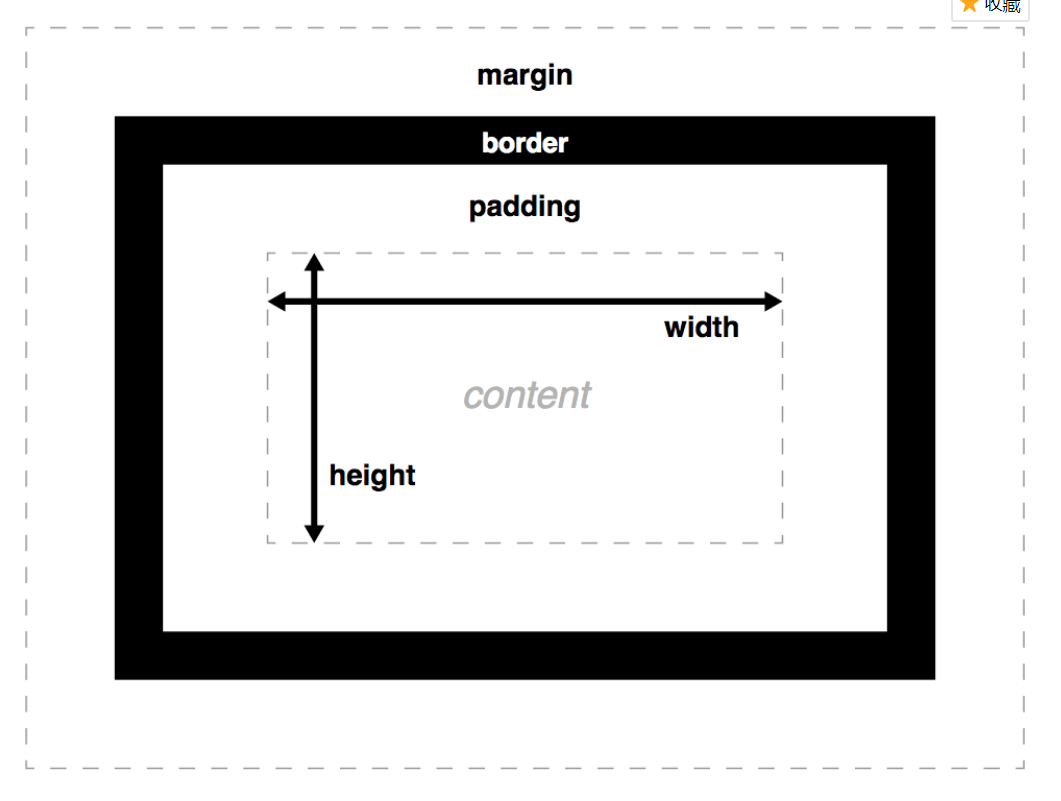 收藏
margin
border
padding
width
content
height